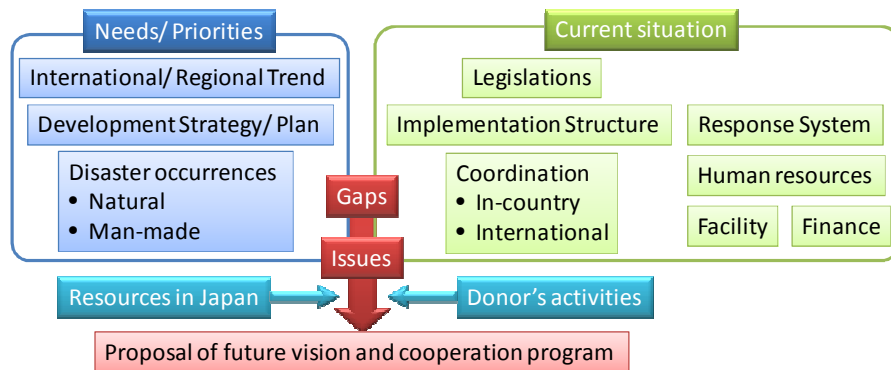 Needs/ Priorities
International/ Regional Trend
Development Strategy/ Plan
Disaster occurrences
• Natural
• Man-made
Current situation
Legislations
Implementation Structure
Coordination
• In-country
• International
Response System
Human resources
Facility
Finance
Gaps
Issues
Resources in Japan
Donor's activities
Proposal of future vision and cooperation program